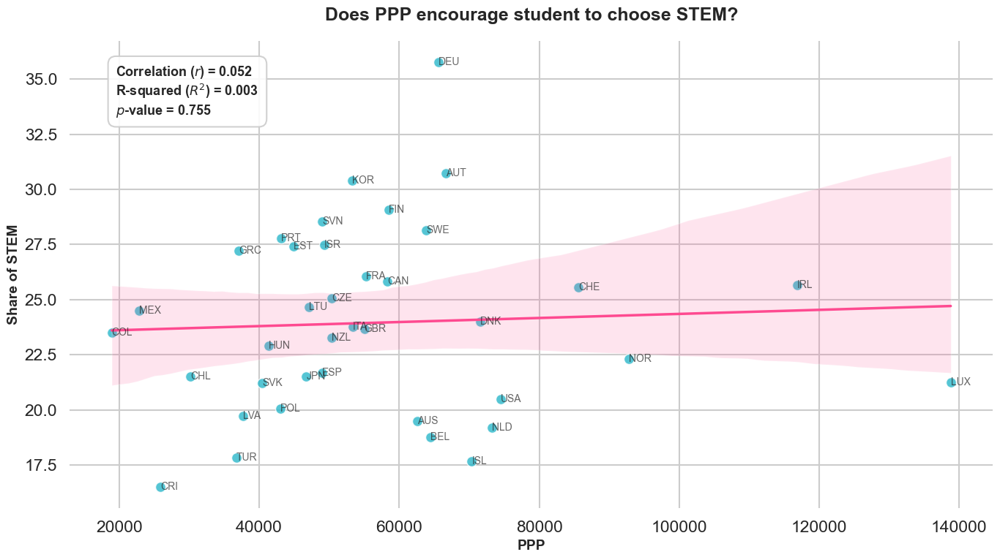 Does PPP encourage student to choose STEM?
Correlation (r) = 0.052
R-squared (R²) = 0.003
p-value = 0.755
Share of STEM
35.0
32.5
30.0
27.5
25.0
22.5
20.0
17.5
DEU
AUT
KOR
FIN
SVN
SWE
PRT
EST
ISR
GRC
FRA
CAN
CHE
IRL
CZE
LTU
MEX
DNK
ITA
GBR
COL
NZL
HUN
NOR
ESP
JPN
CHL
SVK
LUX
USA
POL
LVA
AUS
NLD
BEL
TUR
ISL
CRI
20000 40000 60000 80000 100000 120000 140000
PPP